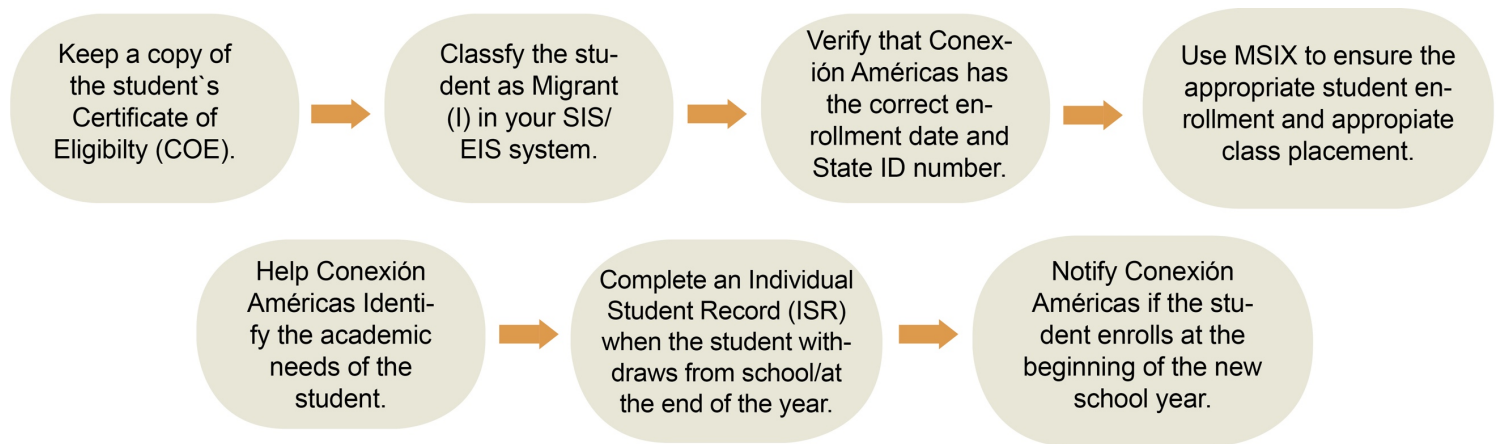 Keep a copy of
the student`s
Certificate of
Eligibilty (COE).
Classfy the stu-
dent as Migrant
(I) in your SIS/
EIS system.
Verify that Conex-
ión Américas has
the correct en-
rollment date and
State ID number.
Use MSIX to ensure the
appropriate student en-
rollment and appropiate
class placement.
Help Conexión
Américas Identi-
fy the academic
needs of the
student.
Complete an Individual
Student Record (ISR)
when the student with-
draws from school/at
the end of the year.
Notify Conexión
Américas if the stu-
dent enrolls at the
beginning of the new
school year.